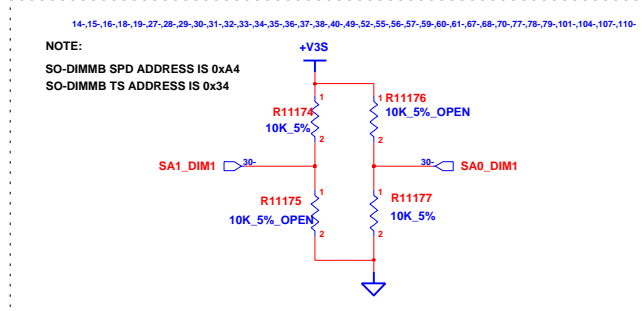 14-,15-,16-,18-,19-,27-,28-,29-,30-,31-,32-,33-,34-,35-,36-,37-,38-,40-,49-,52-,55-,56-,57-,59-,60-,61-,67-,68-,70-,77-,78-,79-,101-,104-,107-,110-
NOTE:
+V3S
SO-DIMMB SPD ADDRESS IS 0xA4
SO-DIMMB TS ADDRESS IS 0x34
1
R11174
10K_5%
2
1
R11176
10K_5%_OPEN
2
SA1_DIM1
30-
30-
SA0_DIM1
1
R11175
10K_5%_OPEN
2
1
R11177
10K_5%
2